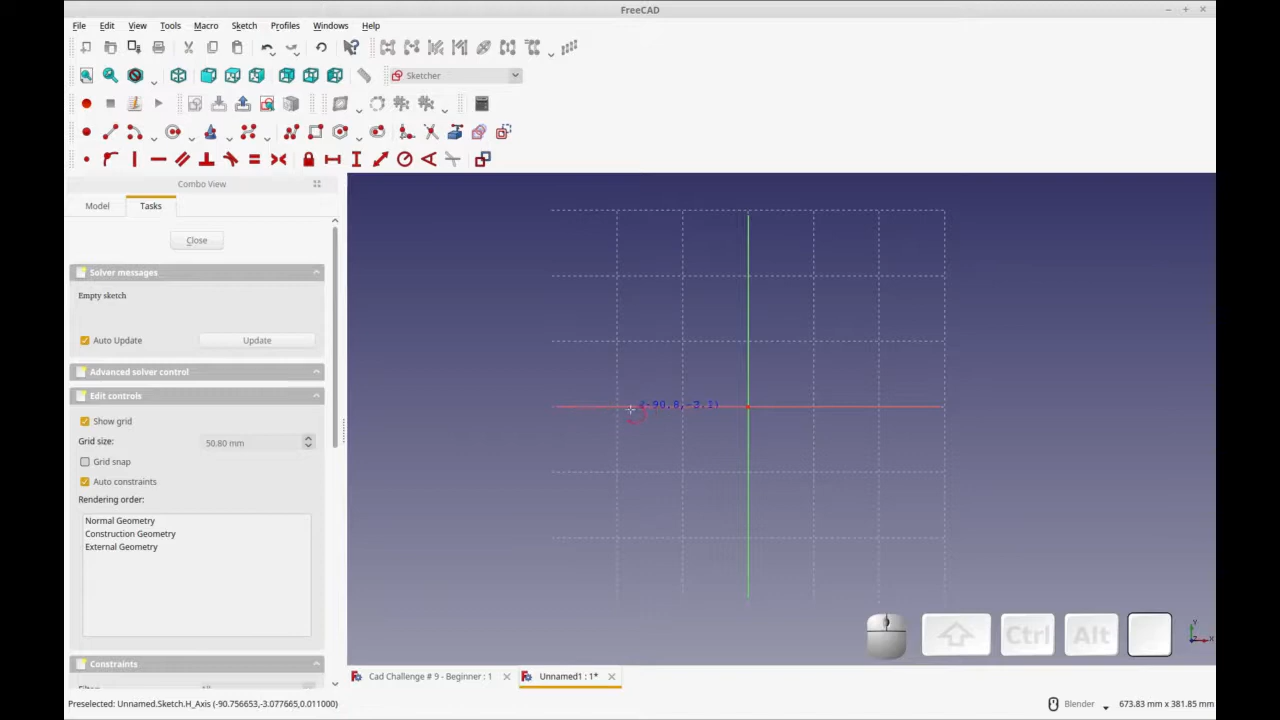 FreeCAD
File Edit View Tools Macro Sketch Profiles Windows Help
Sketcher
Combo View
Model Tasks
Close
Solver messages
Empty sketch
Auto Update Update
Advanced solver control
Edit controls
Show grid
Grid size: 50.80 mm
Grid snap
Auto constraints
Rendering order:
Normal Geometry
Construction Geometry
External Geometry
Constraints
Ctrl Alt
Y
X
Cad Challenge # 9 - Beginner : 1 Unnamed1 : 1*
Preselected: Unnamed.Sketch.H_Axis (-90.756653,-3.077665,0.011000) Blender 673.83 mm x 381.85 mm